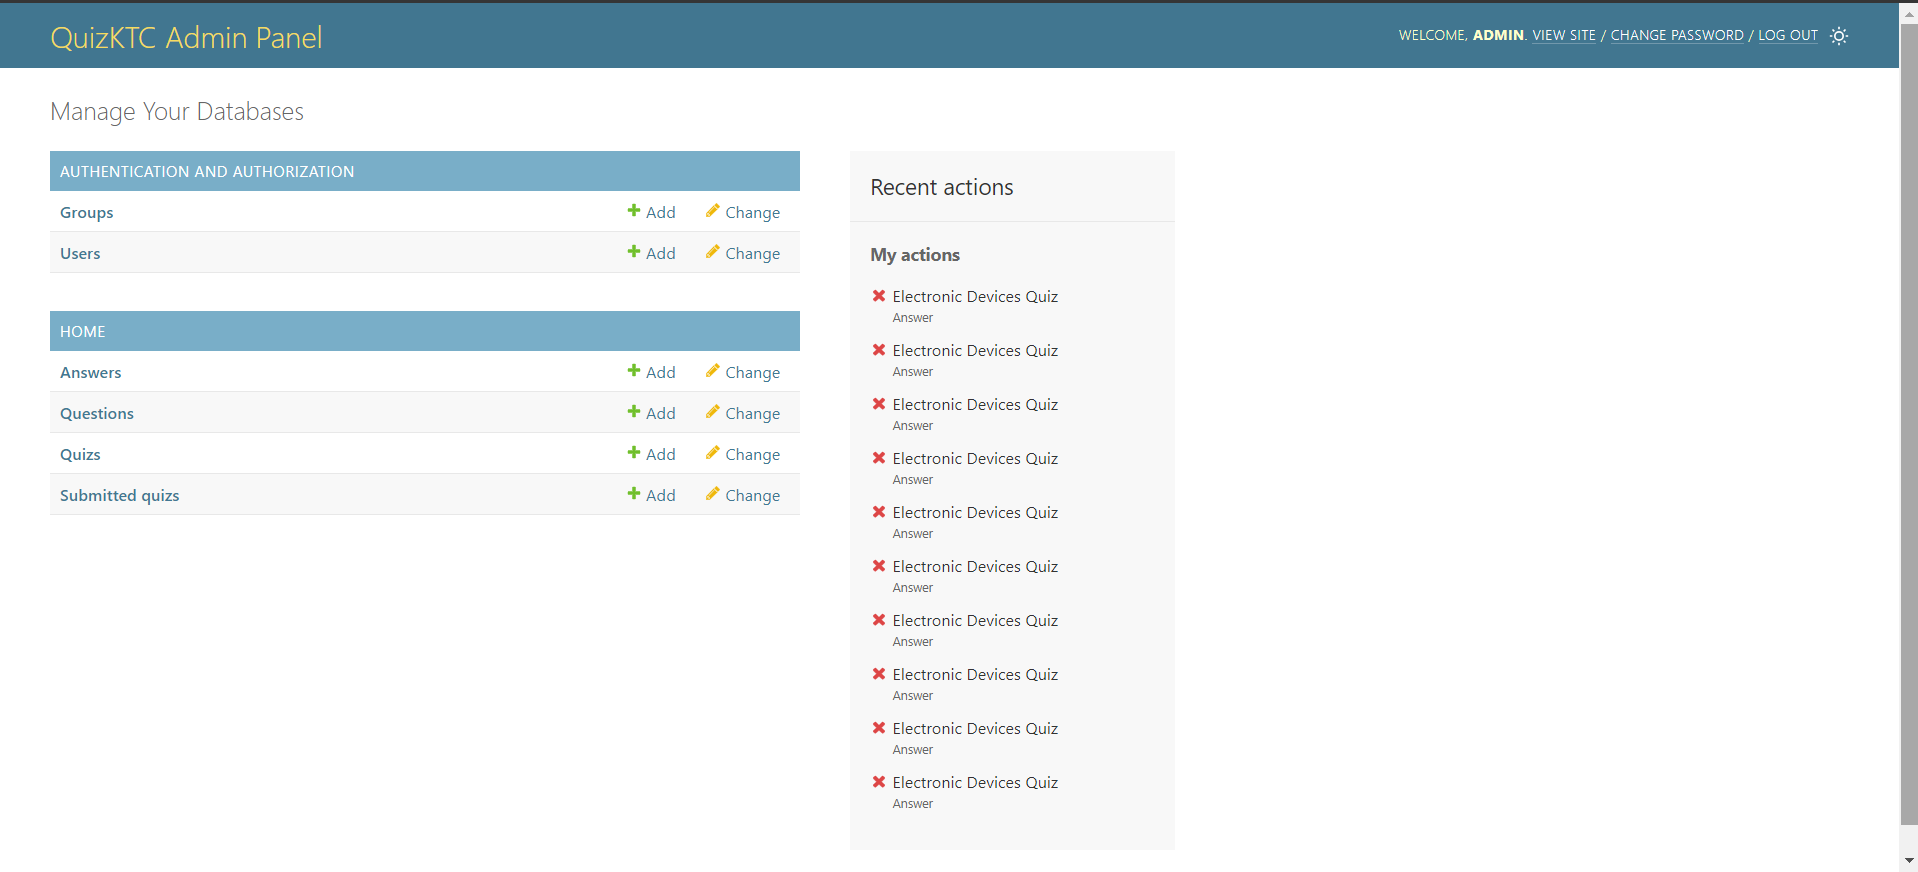 QuizKTC Admin Panel
WELCOME, ADMIN. VIEW SITE / CHANGE PASSWORD / LOG OUT
Manage Your Databases
AUTHENTICATION AND AUTHORIZATION
Groups Add Change
Users Add Change
HOME
Answers Add Change
Questions Add Change
Quizs Add Change
Submitted quizs Add Change
Recent actions
My actions
Electronic Devices Quiz
Answer
Electronic Devices Quiz
Answer
Electronic Devices Quiz
Answer
Electronic Devices Quiz
Answer
Electronic Devices Quiz
Answer
Electronic Devices Quiz
Answer
Electronic Devices Quiz
Answer
Electronic Devices Quiz
Answer
Electronic Devices Quiz
Answer
Electronic Devices Quiz
Answer